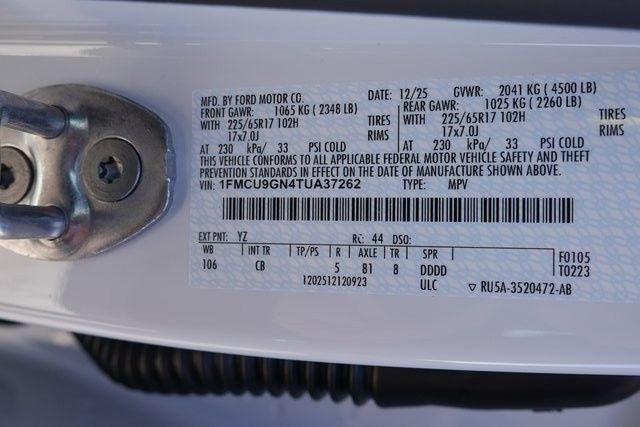 MFD. BY FORD MOTOR CO. DATE: 12/25 GVWR: 2041 KG ( 4500 LB)
FRONT GAWR: 1065 KG ( 2348 LB) REAR GAWR: 1025 KG ( 2260 LB)
WITH 225/65R17 102H TIRES WITH 225/65R17 102H TIRES
17x7.0J RIMS 17x7.0J RIMS
AT 230 kPa/ 33 PSI COLD AT 230 kPa/ 33 PSI COLD
THIS VEHICLE CONFORMS TO ALL APPLICABLE FEDERAL MOTOR VEHICLE SAFETY AND THEFT
PREVENTION STANDARDS IN EFFECT ON THE DATE OF MANUFACTURE SHOWN ABOVE.
VIN: 1FMCU9GN4TUA37262 TYPE: MPV
EXT PNT: YZ RC: 44 DSO:
WB INT TR TP/PS R AXLE TR SPR F0105
106 CB 5 81 8 DDDD T0223
1202512120923 ULC ▽ RU5A-3520472-AB